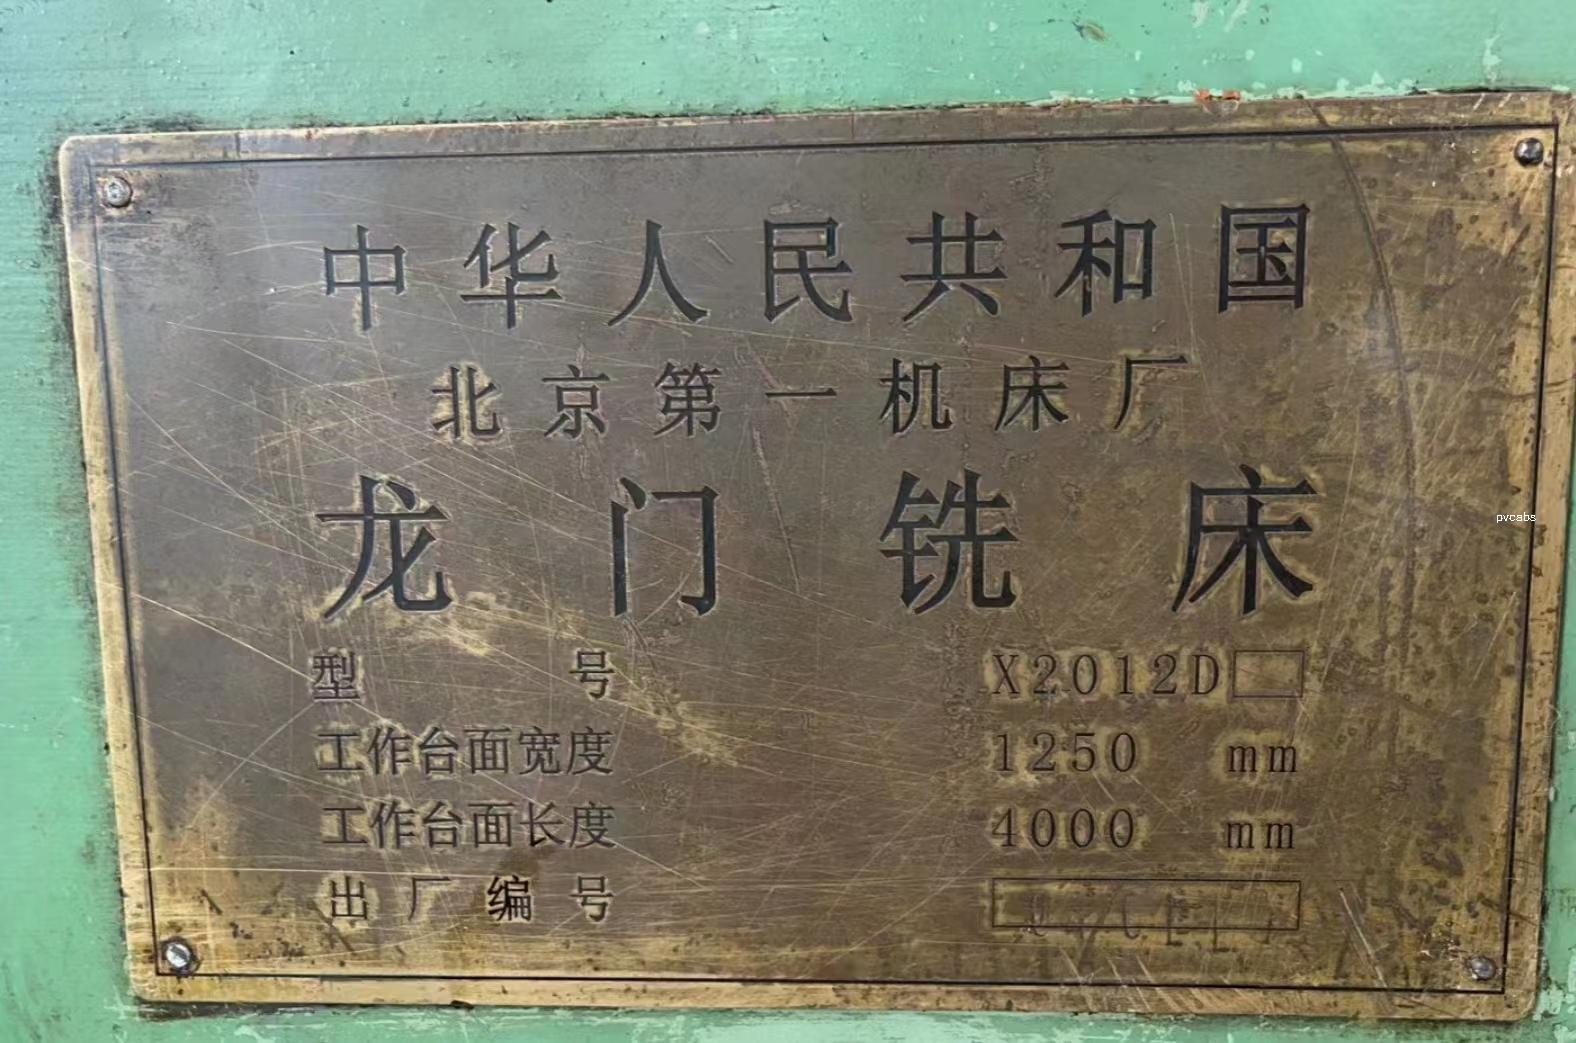 中华人民共和国
北京第一机床厂
龙门铣床
型号 X2012D
工作台面宽度 1250 mm
工作台面长度 4000 mm
出厂编号
pvcabs